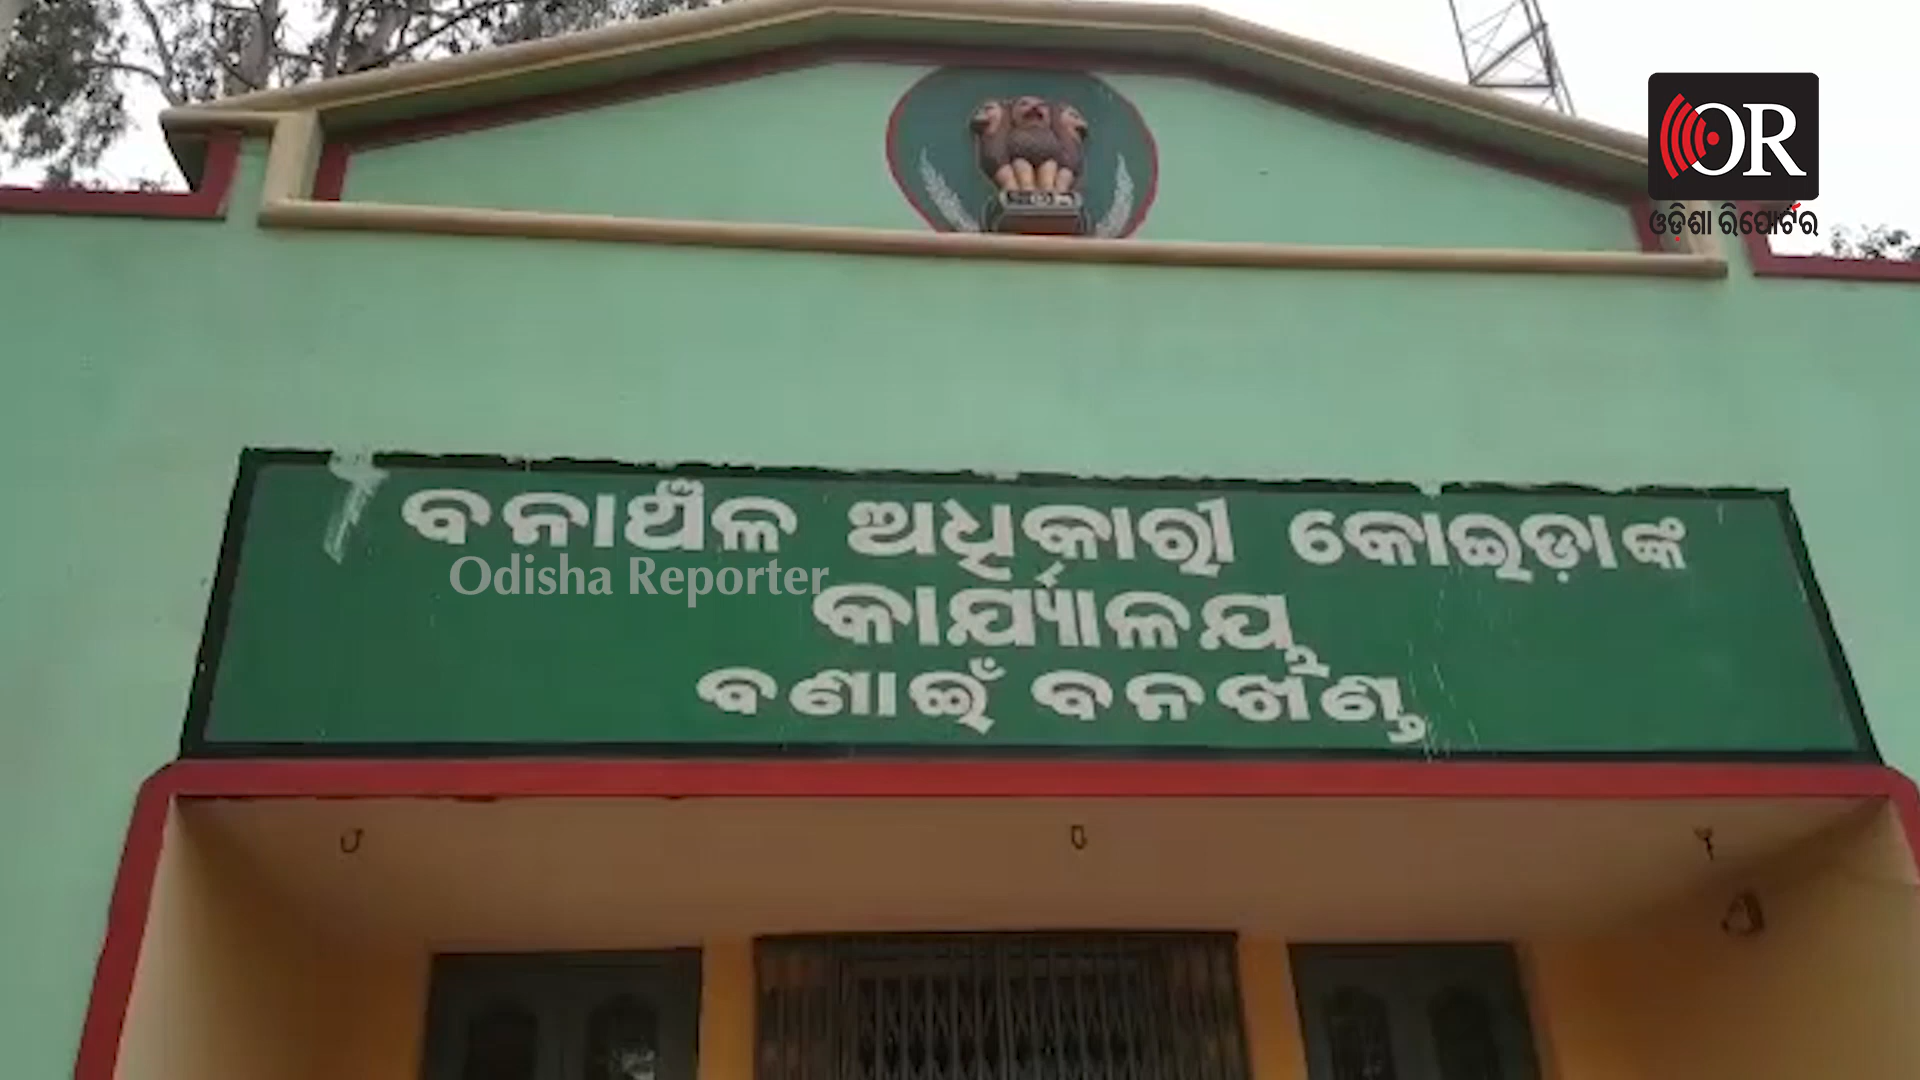 OR
ଓଡ଼ିଶା ରିପୋର୍ଟର
ବନାଞ୍ଚଳ ଅଧିକାରୀ କୋଇଡ଼ାଙ୍କ
Odisha Reporter
କାର୍ଯ୍ୟାଳୟ
ବଣାଇଁ ବନଖଣ୍ଡ